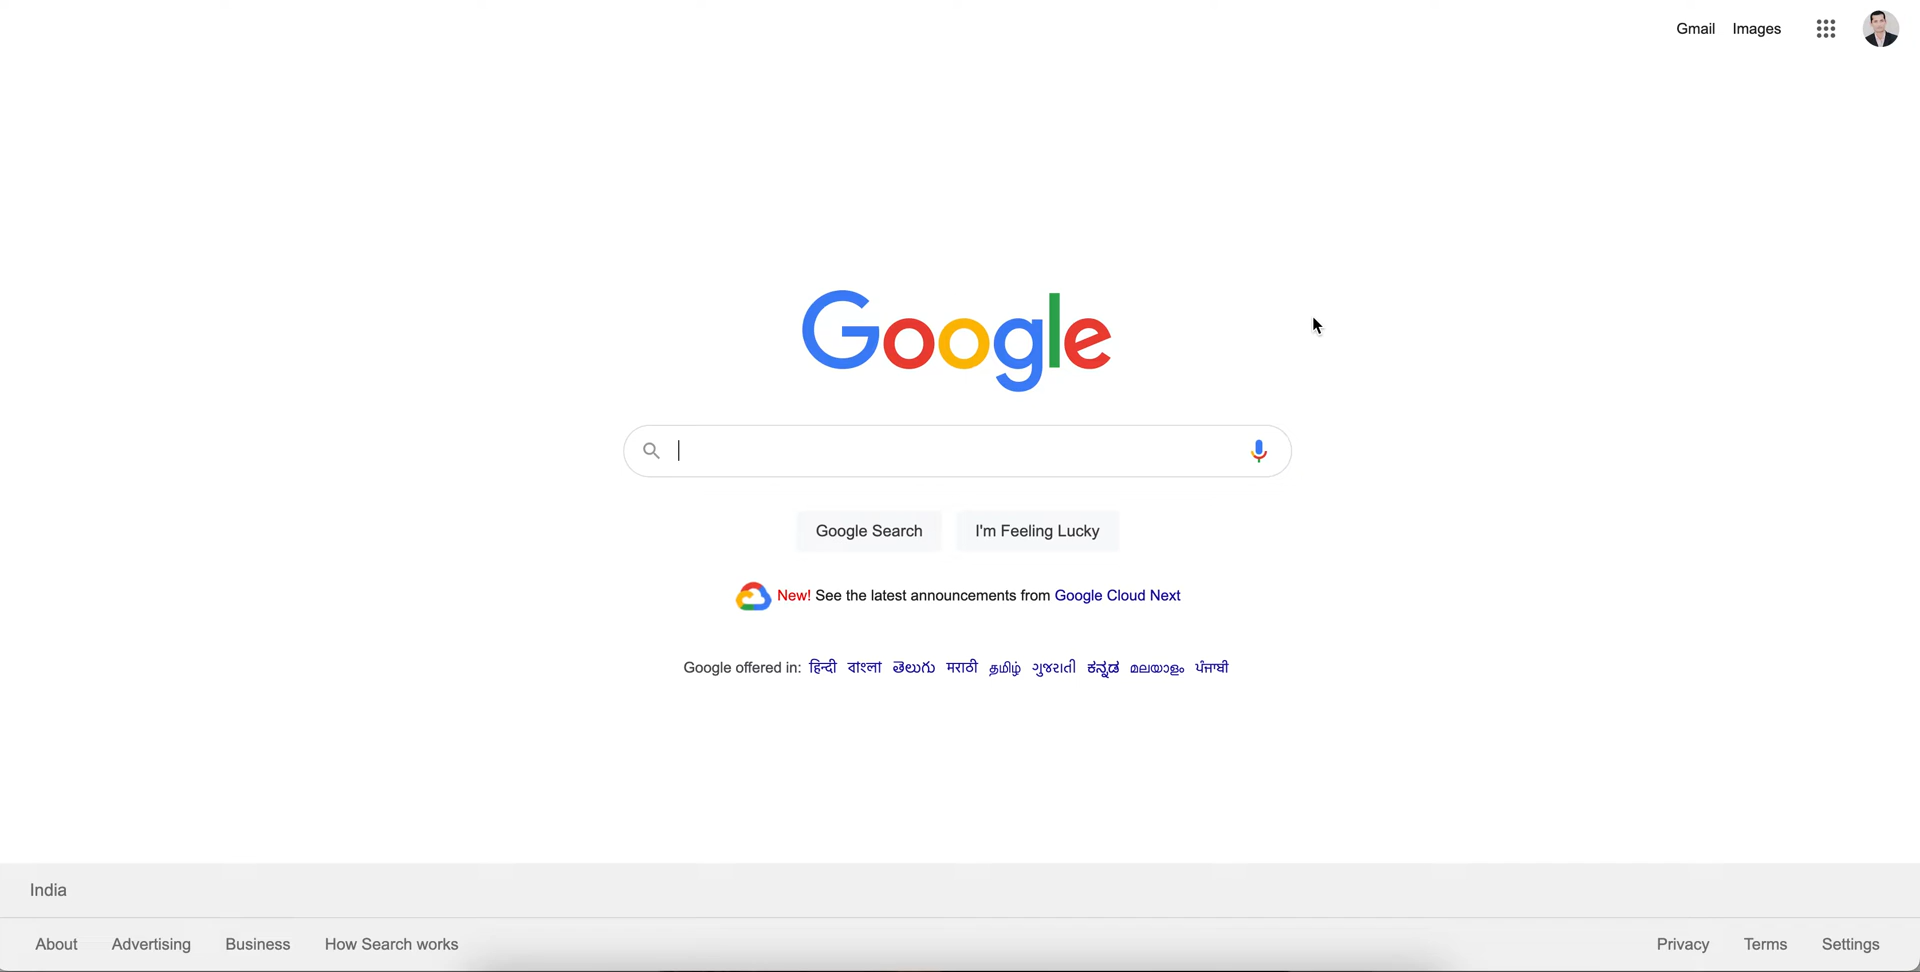 Gmail Images
Google
Google Search I'm Feeling Lucky
New! See the latest announcements from Google Cloud Next
Google offered in: हिन्दी বাংলা తెలుగు मराठी தமிழ் ગુજરાતી ಕನ್ನಡ മലയാളം ਪੰਜਾਬੀ
India
About Advertising Business How Search works Privacy Terms Settings